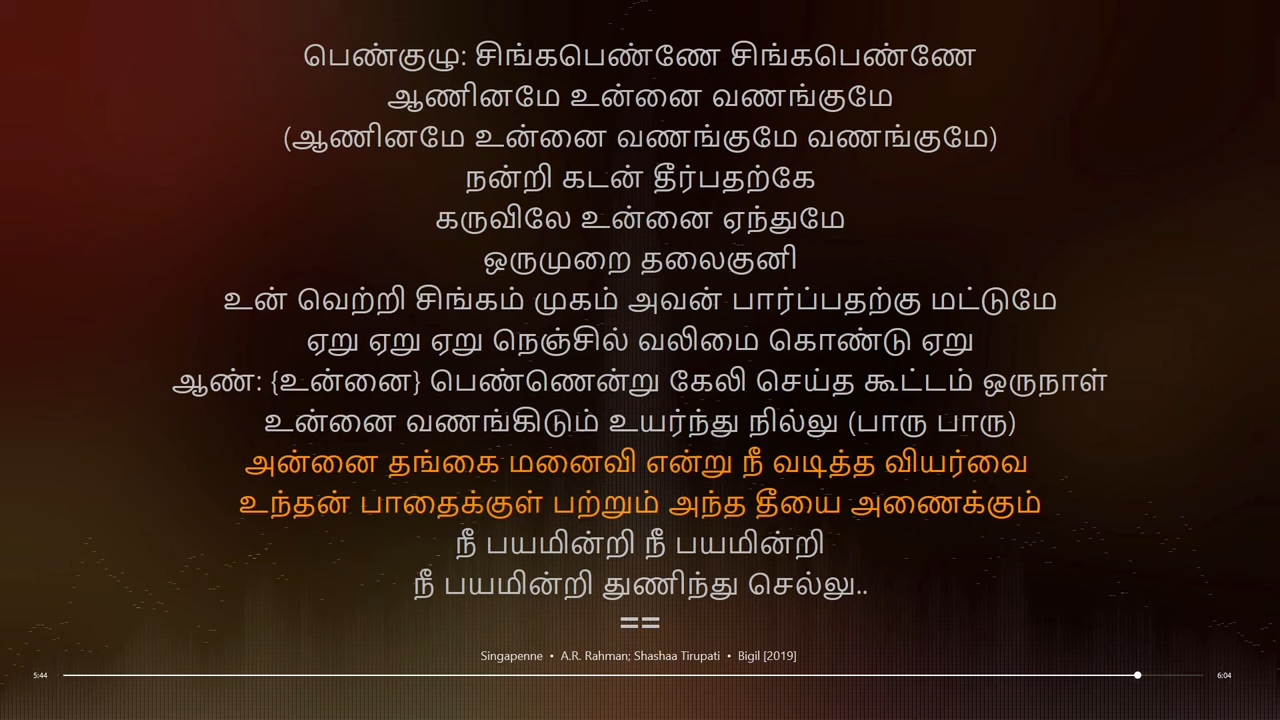 பெண்குழு: சிங்கபெண்ணே சிங்கபெண்ணே
ஆணினமே உன்னை வணங்குமே
(ஆணினமே உன்னை வணங்குமே வணங்குமே)
நன்றி கடன் தீர்பதற்கே
கருவிலே உன்னை ஏந்துமே
ஒருமுறை தலைகுனி
உன் வெற்றி சிங்கம் முகம் அவன் பார்ப்பதற்கு மட்டுமே
ஏறு ஏறு ஏறு நெஞ்சில் வலிமை கொண்டு ஏறு
ஆண்: {உன்னை} பெண்ணென்று கேலி செய்த கூட்டம் ஒருநாள்
உன்னை வணங்கிடும் உயர்ந்து நில்லு (பாரு பாரு)
அன்னை தங்கை மனைவி என்று நீ வடித்த வியர்வை
உந்தன் பாதைக்குள் பற்றும் அந்த தீயை அணைக்கும்
நீ பயமின்றி நீ பயமின்றி
நீ பயமின்றி துணிந்து செல்லு..
==
Singapenne • A.R. Rahman; Shashaa Tirupati • Bigil [2019]
5:44 6:04